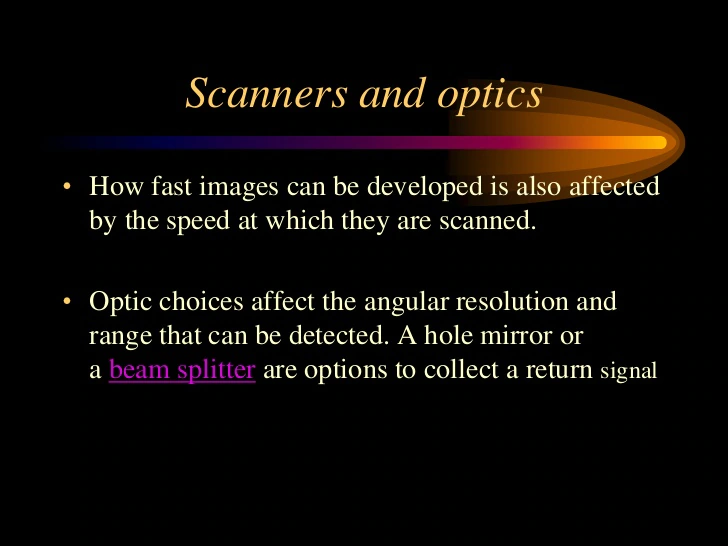 Scanners and optics
• How fast images can be developed is also affected
by the speed at which they are scanned.
• Optic choices affect the angular resolution and
range that can be detected. A hole mirror or
a beam splitter are options to collect a return signal